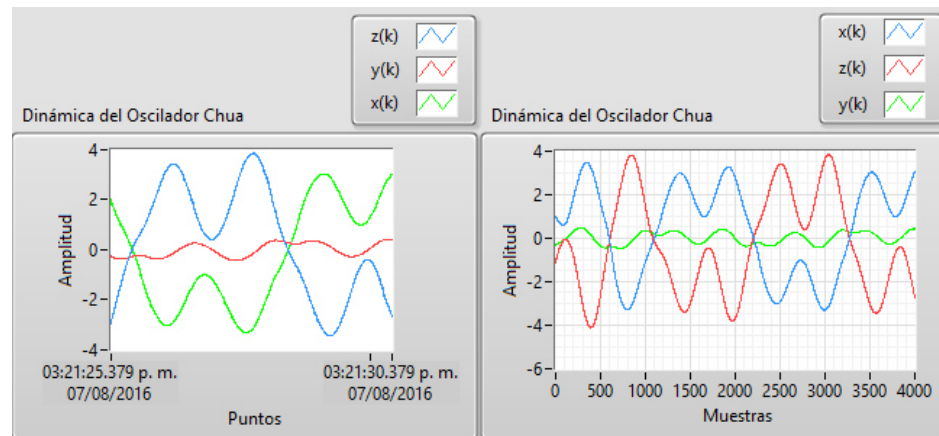 z(k)
y(k)
x(k)
Dinámica del Oscilador Chua
4
2
0
-2
-4
Amplitud
03:21:25.379 p. m.
07/08/2016
03:21:30.379 p. m.
07/08/2016
Puntos
x(k)
z(k)
y(k)
Dinámica del Oscilador Chua
4
2
0
-2
-4
-6
Amplitud
0 500 1000 1500 2000 2500 3000 3500 4000
Muestras